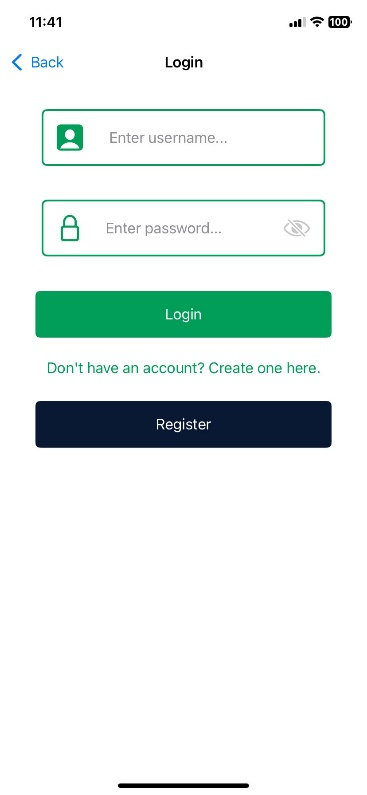 11:41
100
Back
Login
Enter username...
Enter password...
Login
Don't have an account? Create one here.
Register